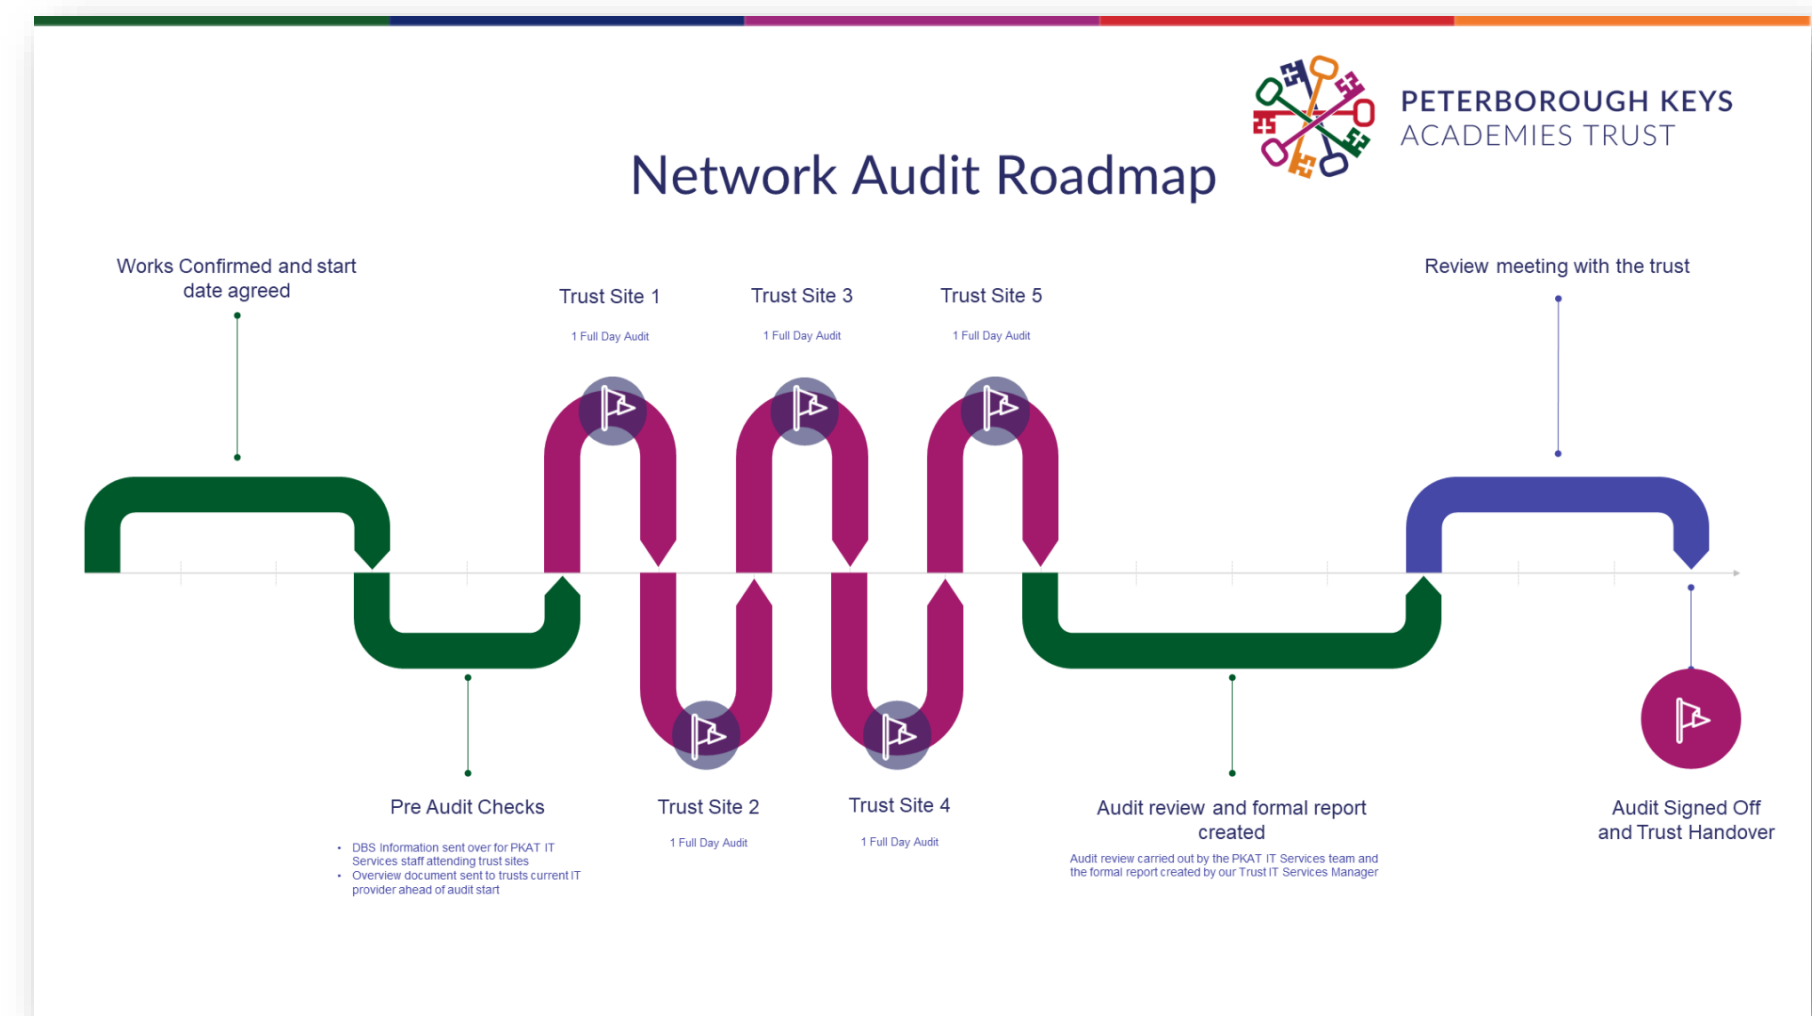 PETERBOROUGH KEYS
ACADEMIES TRUST
Network Audit Roadmap
Works Confirmed and start
date agreed
Trust Site 1
1 Full Day Audit
Trust Site 3
1 Full Day Audit
Trust Site 5
1 Full Day Audit
Review meeting with the trust
Pre Audit Checks
• DBS Information sent over for PKAT IT
Services staff attending trust sites
• Overview document sent to trusts current IT
provider ahead of audit start
Trust Site 2
1 Full Day Audit
Trust Site 4
1 Full Day Audit
Audit review and formal report
created
Audit review carried out by the PKAT IT Services team and
the formal report created by our Trust IT Services Manager
Audit Signed Off
and Trust Handover